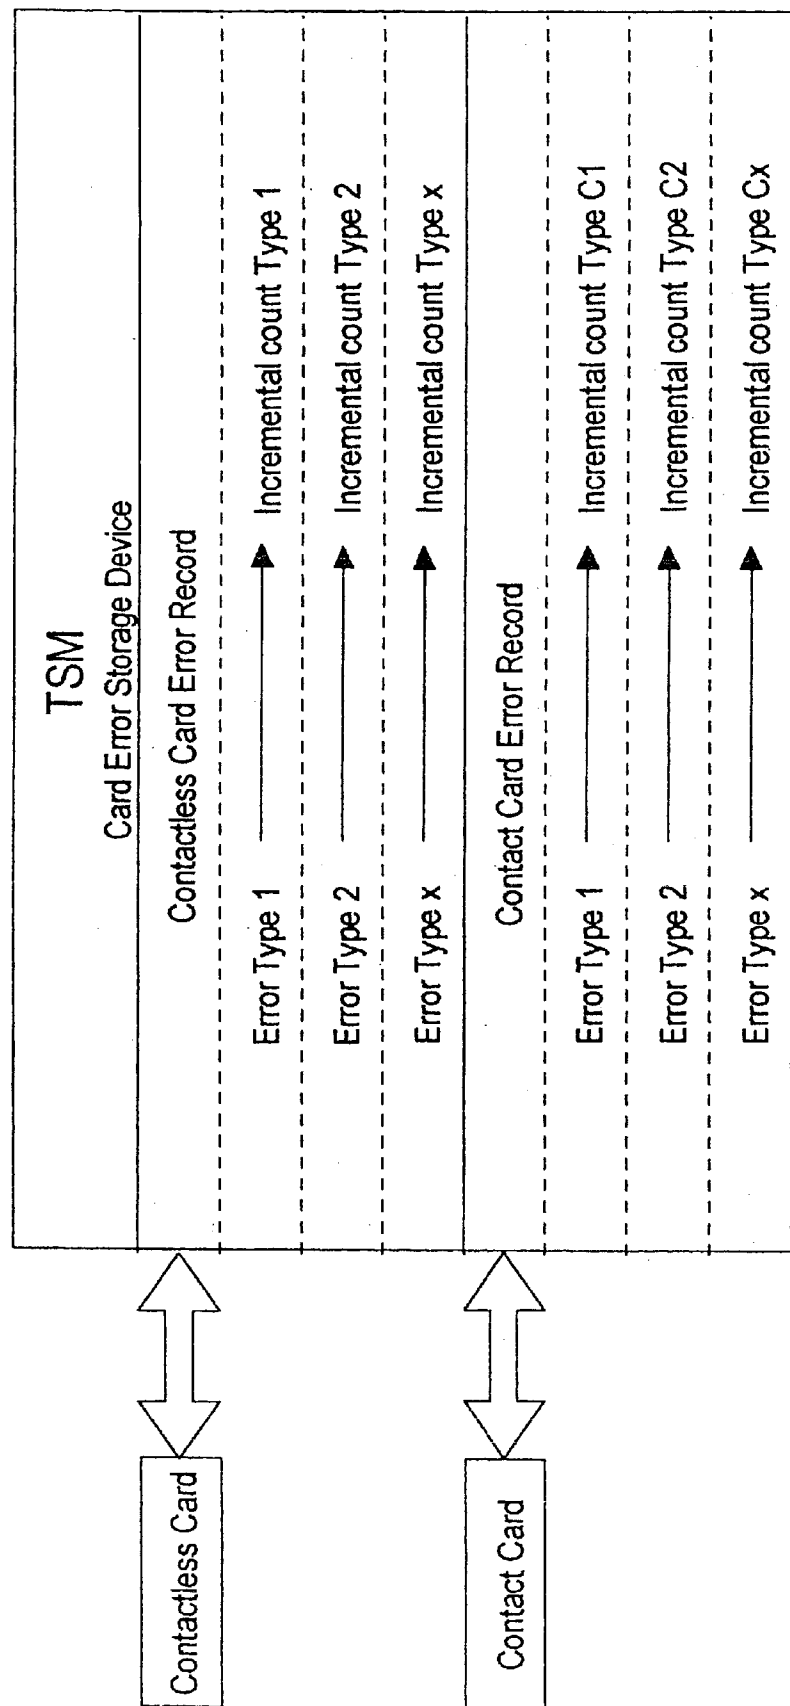 TSM
Card Error Storage Device
Contactless Card
Contactless Card Error Record
Error Type 1 Incremental count Type 1
Error Type 2 Incremental count Type 2
Error Type x Incremental count Type x
Contact Card
Contact Card Error Record
Error Type 1 Incremental count Type C1
Error Type 2 Incremental count Type C2
Error Type x Incremental count Type Cx